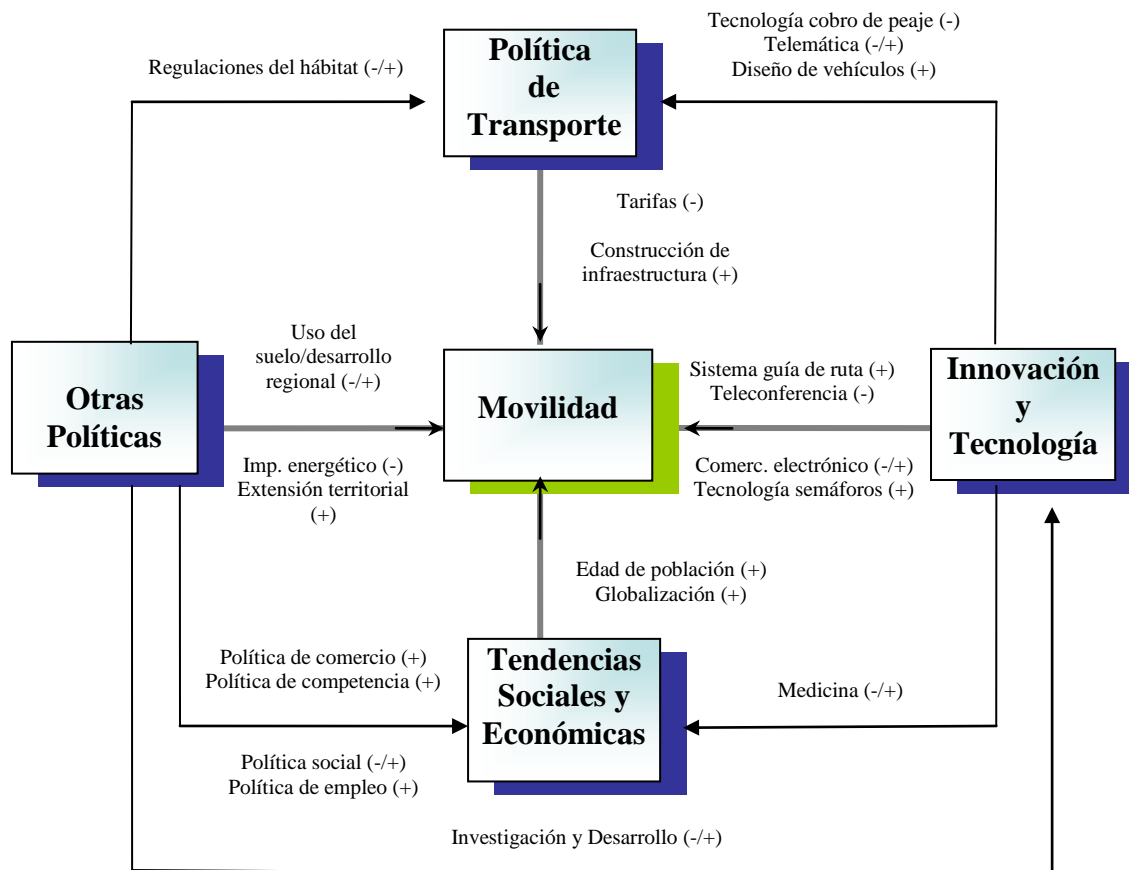 Tecnología cobro de peaje (-)
Telemática (-/+)
Diseño de vehículos (+)
Política
de
Transporte
Regulaciones del hábitat (-/+)
Tarifas (-)
Construcción de
infraestructura (+)
Uso del
suelo/desarrollo
regional (-/+)
Otras
Políticas
Movilidad
Sistema guía de ruta (+)
Teleconferencia (-)
Innovación
y
Tecnología
Imp. energético (-)
Extensión territorial
(+)
Comerc. electrónico (-/+)
Tecnología semáforos (+)
Edad de población (+)
Globalización (+)
Política de comercio (+)
Política de competencia (+)
Tendencias
Sociales y
Económicas
Medicina (-/+)
Política social (-/+)
Política de empleo (+)
Investigación y Desarrollo (-/+)